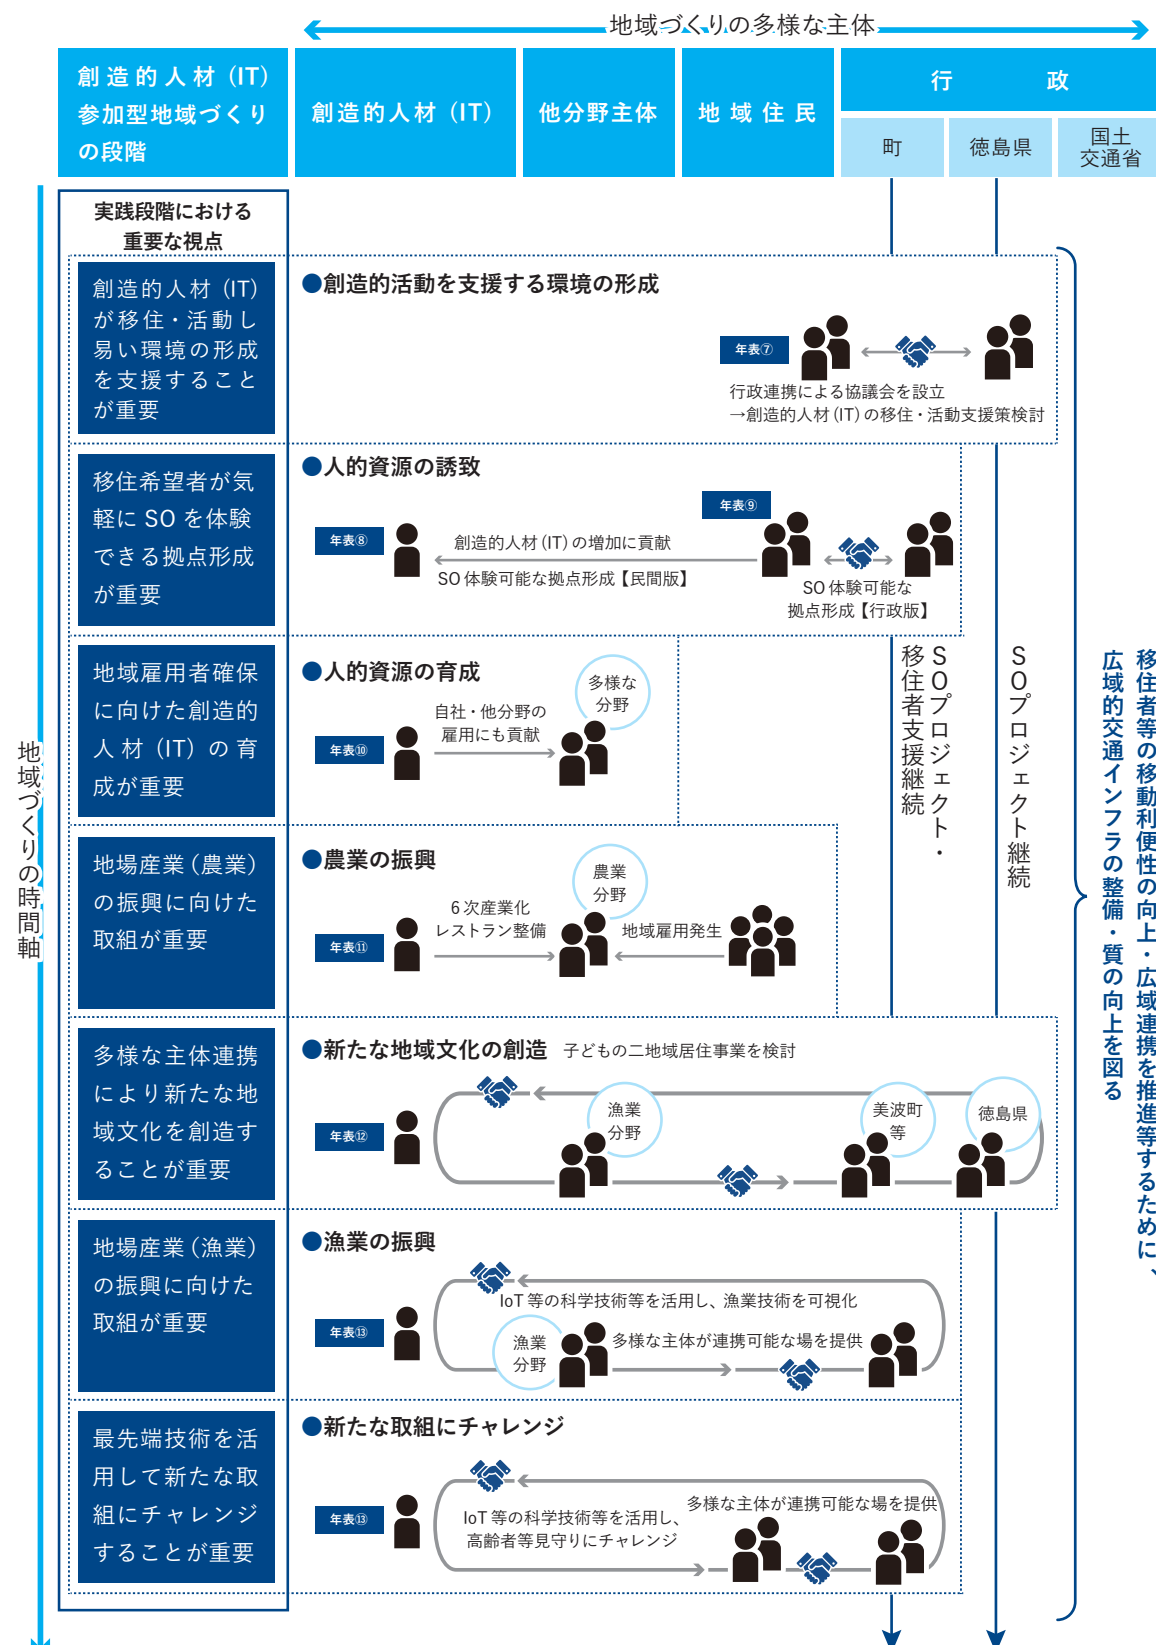 地域づくりの多様な主体
創造的人材（IT）
参加型地域づくり
の段階
創造的人材（IT）
他分野主体
地域住民
行政
町
徳島県
国土
交通省
地域づくりの時間軸
実践段階における
重要な視点
創造的人材（IT）
が移住・活動し
易い環境の形成
を支援すること
が重要
●創造的活動を支援する環境の形成
年表⑦
行政連携による協議会を設立
→創造的人材（IT）の移住・活動支援策検討
移住希望者が気
軽に SO を体験
できる拠点形成
が重要
●人的資源の誘致
年表⑧
創造的人材（IT）の増加に貢献
SO 体験可能な拠点形成【民間版】
年表⑨
SO 体験可能な
拠点形成【行政版】
地域雇用者確保
に向けた創造的
人材（IT）の育
成が重要
●人的資源の育成
年表⑩
自社・他分野の
雇用にも貢献
多様な
分野
地場産業（農業）
の振興に向けた
取組が重要
●農業の振興
年表⑪
6 次産業化
レストラン整備
農業
分野
地域雇用発生
SOプロジェクト・
移住者支援継続
SOプロジェクト継続
移住者等の移動利便性の向上・広域連携を推進等するために、
広域的交通インフラの整備・質の向上を図る
多様な主体連携
により新たな地
域文化を創造す
ることが重要
●新たな地域文化の創造 子どもの二地域居住事業を検討
年表⑫
漁業
分野
美波町
等
徳島県
地場産業（漁業）
の振興に向けた
取組が重要
●漁業の振興
年表⑬
IoT 等の科学技術等を活用し、漁業技術を可視化
漁業
分野
多様な主体が連携可能な場を提供
最先端技術を活
用して新たな取
組にチャレンジ
することが重要
●新たな取組にチャレンジ
年表⑬
IoT 等の科学技術等を活用し、
高齢者等見守りにチャレンジ
多様な主体が連携可能な場を提供